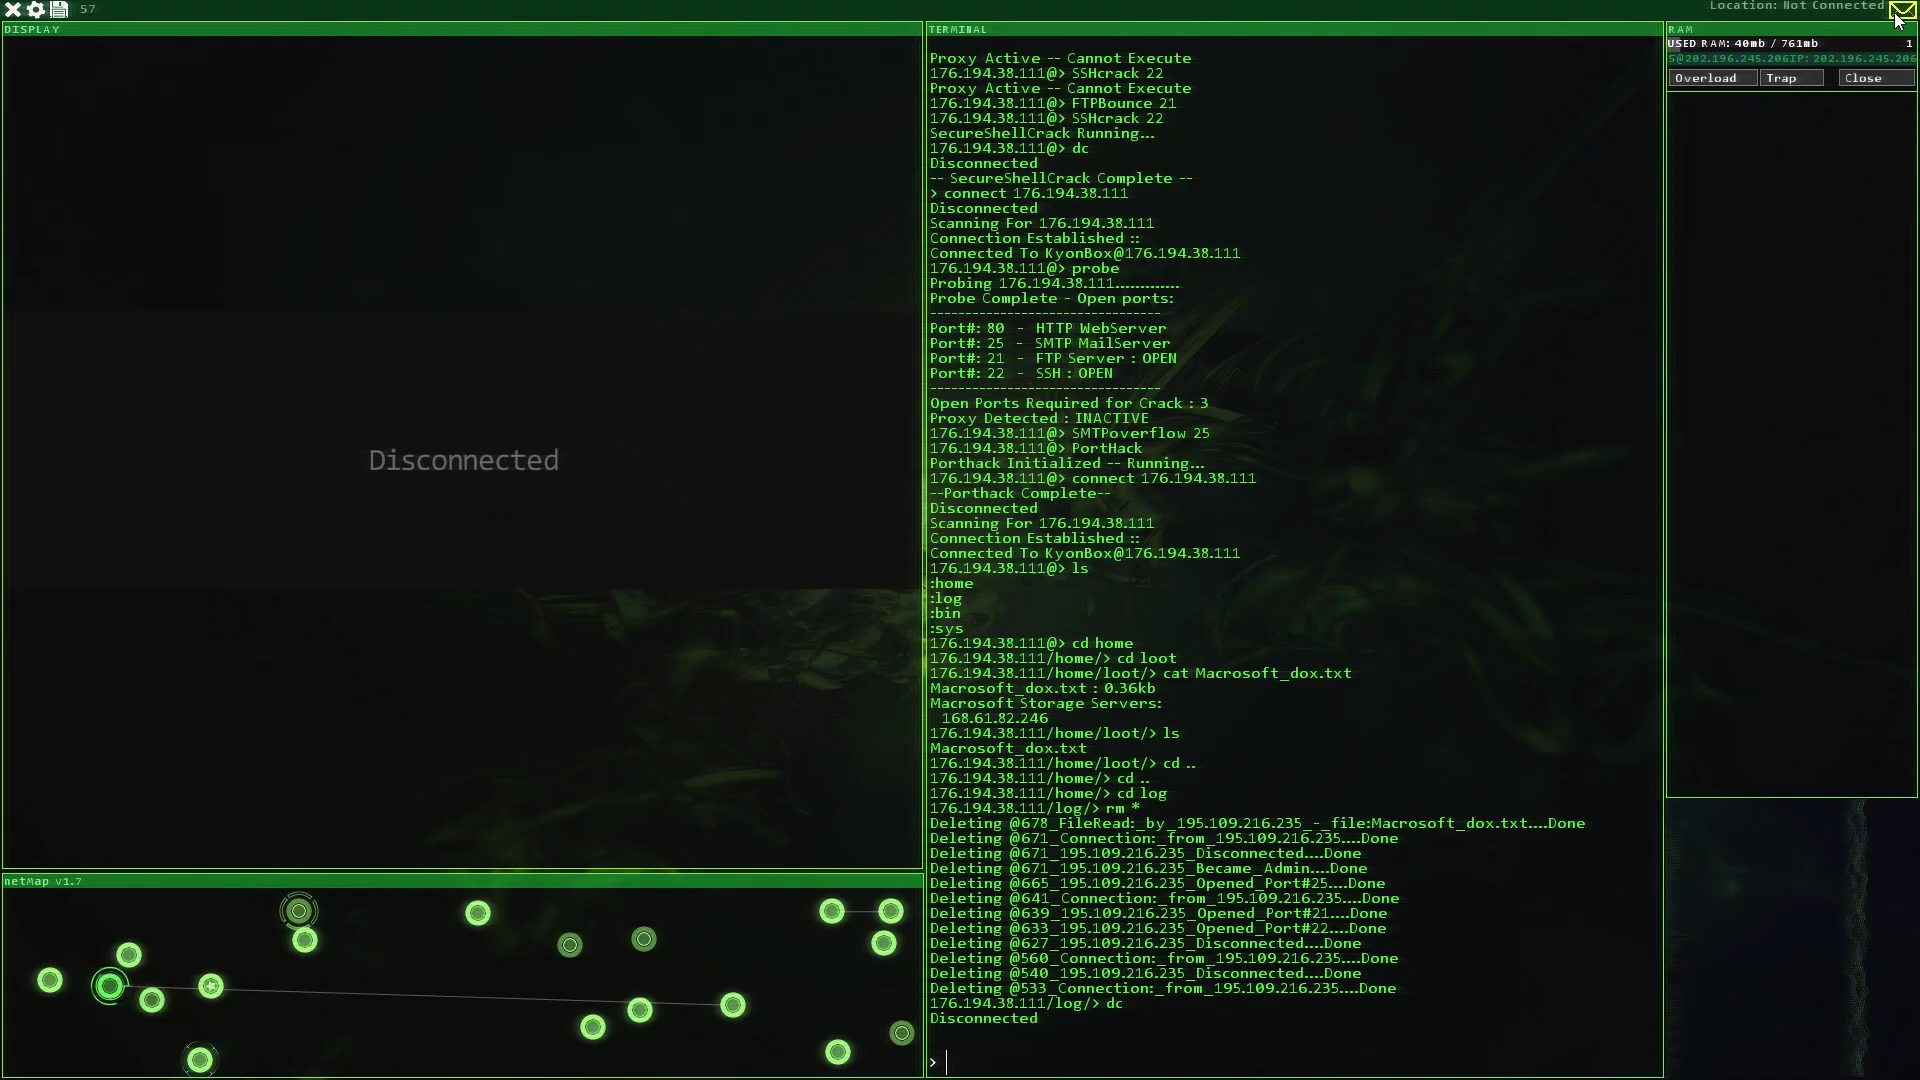 57
Location: Not Connected
DISPLAY
Disconnected
netMap v1.7
TERMINAL
Proxy Active -- Cannot Execute
176.194.38.111@> SSHcrack 22
Proxy Active -- Cannot Execute
176.194.38.111@> FTPBounce 21
176.194.38.111@> SSHcrack 22
SecureShellCrack Running...
176.194.38.111@> dc
Disconnected
-- SecureShellCrack Complete --
> connect 176.194.38.111
Disconnected
Scanning For 176.194.38.111
Connection Established ::
Connected To KyonBox@176.194.38.111
176.194.38.111@> probe
Probing 176.194.38.111.............
Probe Complete - Open ports:
---------------------------------
Port#: 80 - HTTP WebServer
Port#: 25 - SMTP MailServer
Port#: 21 - FTP Server : OPEN
Port#: 22 - SSH : OPEN
---------------------------------
Open Ports Required for Crack : 3
Proxy Detected : INACTIVE
176.194.38.111@> SMTPoverflow 25
176.194.38.111@> PortHack
Porthack Initialized -- Running...
176.194.38.111@> connect 176.194.38.111
--Porthack Complete--
Disconnected
Scanning For 176.194.38.111
Connection Established ::
Connected To KyonBox@176.194.38.111
176.194.38.111@> ls
:home
:log
:bin
:sys
176.194.38.111@> cd home
176.194.38.111/home/> cd loot
176.194.38.111/home/loot/> cat Macrosoft_dox.txt
Macrosoft_dox.txt : 0.36kb
Macrosoft Storage Servers:
168.61.82.246
176.194.38.111/home/loot/> ls
Macrosoft_dox.txt
176.194.38.111/home/loot/> cd ..
176.194.38.111/home/> cd ..
176.194.38.111/home/> cd log
176.194.38.111/log/> rm *
Deleting @678_FileRead:_by_195.109.216.235_-_file:Macrosoft_dox.txt....Done
Deleting @671_Connection:_from_195.109.216.235....Done
Deleting @671_195.109.216.235_Disconnected....Done
Deleting @671_195.109.216.235_Became_Admin....Done
Deleting @665_195.109.216.235_Opened_Port#25....Done
Deleting @641_Connection:_from_195.109.216.235....Done
Deleting @639_195.109.216.235_Opened_Port#21....Done
Deleting @633_195.109.216.235_Opened_Port#22....Done
Deleting @627_195.109.216.235_Disconnected....Done
Deleting @560_Connection:_from_195.109.216.235....Done
Deleting @540_195.109.216.235_Disconnected....Done
Deleting @533_Connection:_from_195.109.216.235....Done
176.194.38.111/log/> dc
Disconnected
>
RAM
USED RAM: 40mb / 761mb 1
S@202.196.245.206IP: 202.196.245.206
Overload Trap Close